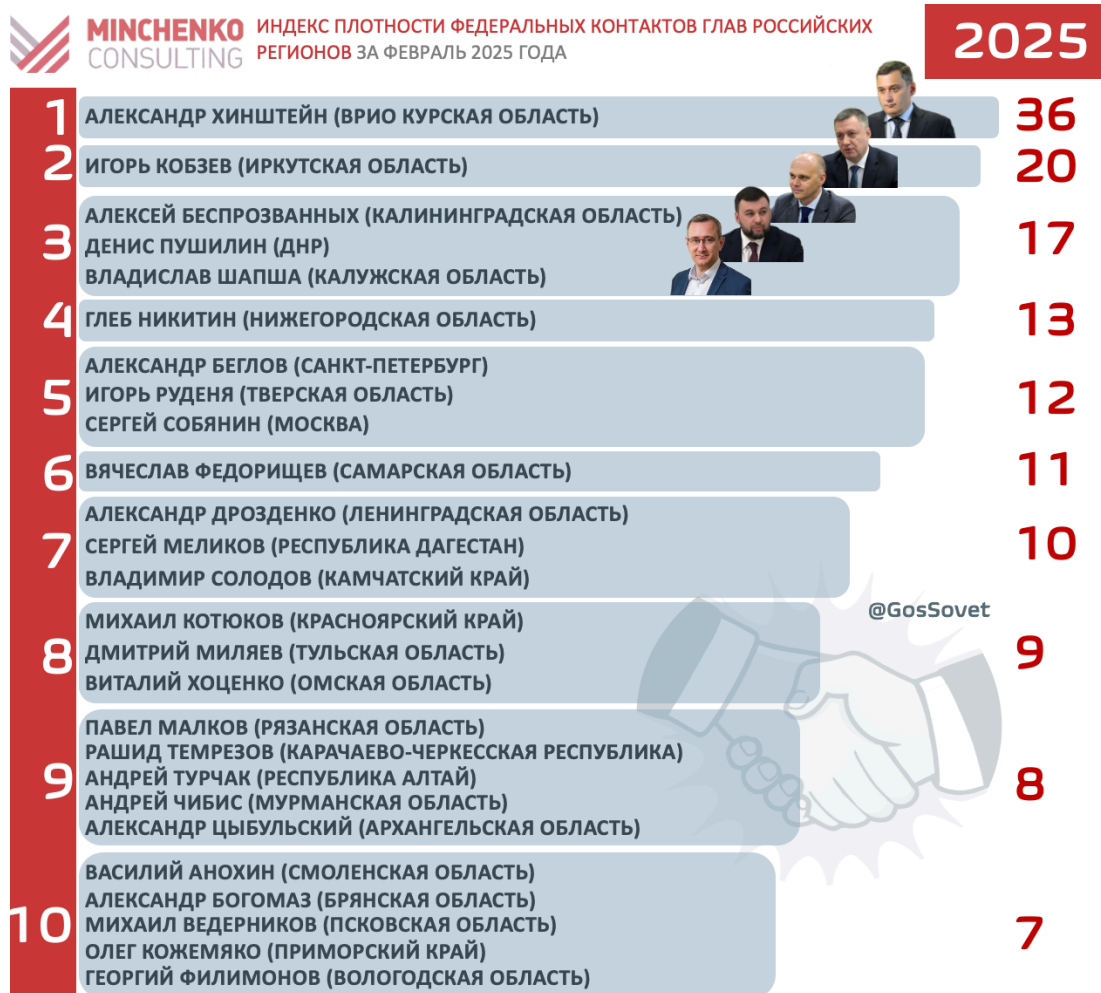 MINCHENKO
CONSULTING
ИНДЕКС ПЛОТНОСТИ ФЕДЕРАЛЬНЫХ КОНТАКТОВ ГЛАВ РОССИЙСКИХ
РЕГИОНОВ ЗА ФЕВРАЛЬ 2025 ГОДА
2025
1
АЛЕКСАНДР ХИНШТЕЙН (ВРИО КУРСКАЯ ОБЛАСТЬ)
36
2
ИГОРЬ КОБЗЕВ (ИРКУТСКАЯ ОБЛАСТЬ)
20
3
АЛЕКСЕЙ БЕСПРОЗВАННЫХ (КАЛИНИНГРАДСКАЯ ОБЛАСТЬ)
ДЕНИС ПУШИЛИН (ДНР)
ВЛАДИСЛАВ ШАПША (КАЛУЖСКАЯ ОБЛАСТЬ)
17
4
ГЛЕБ НИКИТИН (НИЖЕГОРОДСКАЯ ОБЛАСТЬ)
13
5
АЛЕКСАНДР БЕГЛОВ (САНКТ-ПЕТЕРБУРГ)
ИГОРЬ РУДЕНЯ (ТВЕРСКАЯ ОБЛАСТЬ)
СЕРГЕЙ СОБЯНИН (МОСКВА)
12
6
ВЯЧЕСЛАВ ФЕДОРИЩЕВ (САМАРСКАЯ ОБЛАСТЬ)
11
7
АЛЕКСАНДР ДРОЗДЕНКО (ЛЕНИНГРАДСКАЯ ОБЛАСТЬ)
СЕРГЕЙ МЕЛИКОВ (РЕСПУБЛИКА ДАГЕСТАН)
ВЛАДИМИР СОЛОДОВ (КАМЧАТСКИЙ КРАЙ)
10
@GosSovet
8
МИХАИЛ КОТЮКОВ (КРАСНОЯРСКИЙ КРАЙ)
ДМИТРИЙ МИЛЯЕВ (ТУЛЬСКАЯ ОБЛАСТЬ)
ВИТАЛИЙ ХОЦЕНКО (ОМСКАЯ ОБЛАСТЬ)
9
9
ПАВЕЛ МАЛКОВ (РЯЗАНСКАЯ ОБЛАСТЬ)
РАШИД ТЕМРЕЗОВ (КАРАЧАЕВО-ЧЕРКЕССКАЯ РЕСПУБЛИКА)
АНДРЕЙ ТУРЧАК (РЕСПУБЛИКА АЛТАЙ)
АНДРЕЙ ЧИБИС (МУРМАНСКАЯ ОБЛАСТЬ)
АЛЕКСАНДР ЦЫБУЛЬСКИЙ (АРХАНГЕЛЬСКАЯ ОБЛАСТЬ)
8
10
ВАСИЛИЙ АНОХИН (СМОЛЕНСКАЯ ОБЛАСТЬ)
АЛЕКСАНДР БОГОМАЗ (БРЯНСКАЯ ОБЛАСТЬ)
МИХАИЛ ВЕДЕРНИКОВ (ПСКОВСКАЯ ОБЛАСТЬ)
ОЛЕГ КОЖЕМЯКО (ПРИМОРСКИЙ КРАЙ)
ГЕОРГИЙ ФИЛИМОНОВ (ВОЛОГОДСКАЯ ОБЛАСТЬ)
7